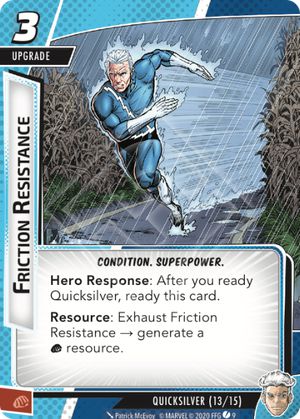 3
UPGRADE
FRICTION RESISTANCE
CONDITION. SUPERPOWER.
Hero Response: After you ready
Quicksilver, ready this card.
Resource: Exhaust Friction
Resistance → generate a
resource.
QUICKSILVER (13/15)
Patrick McEvoy © MARVEL © 2020 FFG